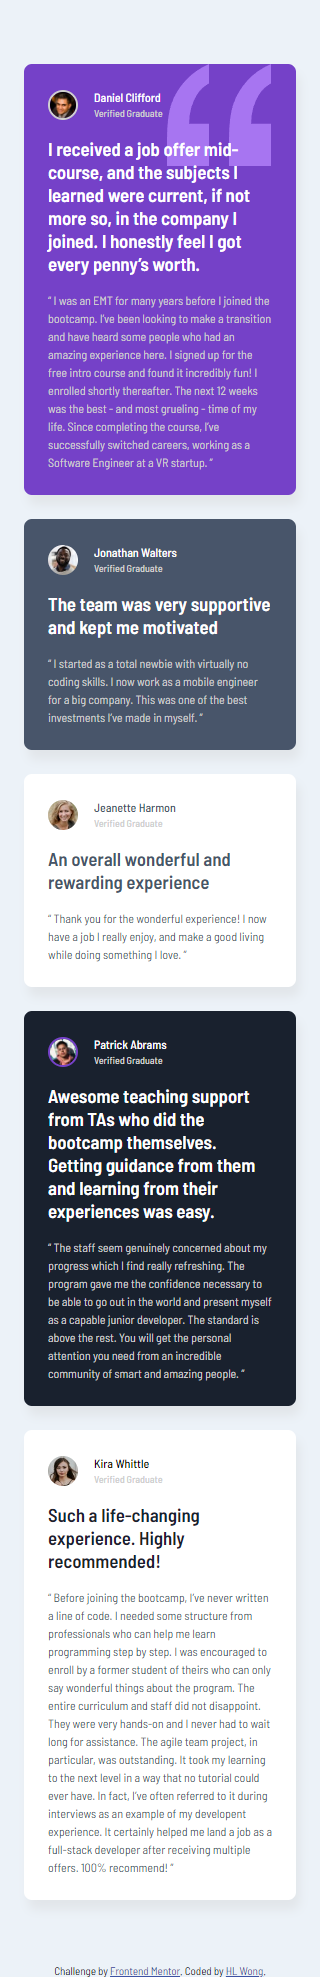 Daniel Clifford
Verified Graduate
I received a job offer mid-
course, and the subjects I
learned were current, if not
more so, in the company I
joined. I honestly feel I got
every penny’s worth.
“ I was an EMT for many years before I joined the
bootcamp. I’ve been looking to make a transition
and have heard some people who had an
amazing experience here. I signed up for the
free intro course and found it incredibly fun! I
enrolled shortly thereafter. The next 12 weeks
was the best - and most grueling - time of my
life. Since completing the course, I’ve
successfully switched careers, working as a
Software Engineer at a VR startup. ”
Jonathan Walters
Verified Graduate
The team was very supportive
and kept me motivated
“ I started as a total newbie with virtually no
coding skills. I now work as a mobile engineer
for a big company. This was one of the best
investments I’ve made in myself. ”
Jeanette Harmon
Verified Graduate
An overall wonderful and
rewarding experience
“ Thank you for the wonderful experience! I now
have a job I really enjoy, and make a good living
while doing something I love. ”
Patrick Abrams
Verified Graduate
Awesome teaching support
from TAs who did the
bootcamp themselves.
Getting guidance from them
and learning from their
experiences was easy.
“ The staff seem genuinely concerned about my
progress which I find really refreshing. The
program gave me the confidence necessary to
be able to go out in the world and present myself
as a capable junior developer. The standard is
above the rest. You will get the personal
attention you need from an incredible
community of smart and amazing people. ”
Kira Whittle
Verified Graduate
Such a life-changing
experience. Highly
recommended!
“ Before joining the bootcamp, I’ve never written
a line of code. I needed some structure from
professionals who can help me learn
programming step by step. I was encouraged to
enroll by a former student of theirs who can only
say wonderful things about the program. The
entire curriculum and staff did not disappoint.
They were very hands-on and I never had to wait
long for assistance. The agile team project, in
particular, was outstanding. It took my learning
to the next level in a way that no tutorial could
ever have. In fact, I’ve often referred to it during
interviews as an example of my developent
experience. It certainly helped me land a job as a
full-stack developer after receiving multiple
offers. 100% recommend! ”
Challenge by Frontend Mentor. Coded by HL Wong.